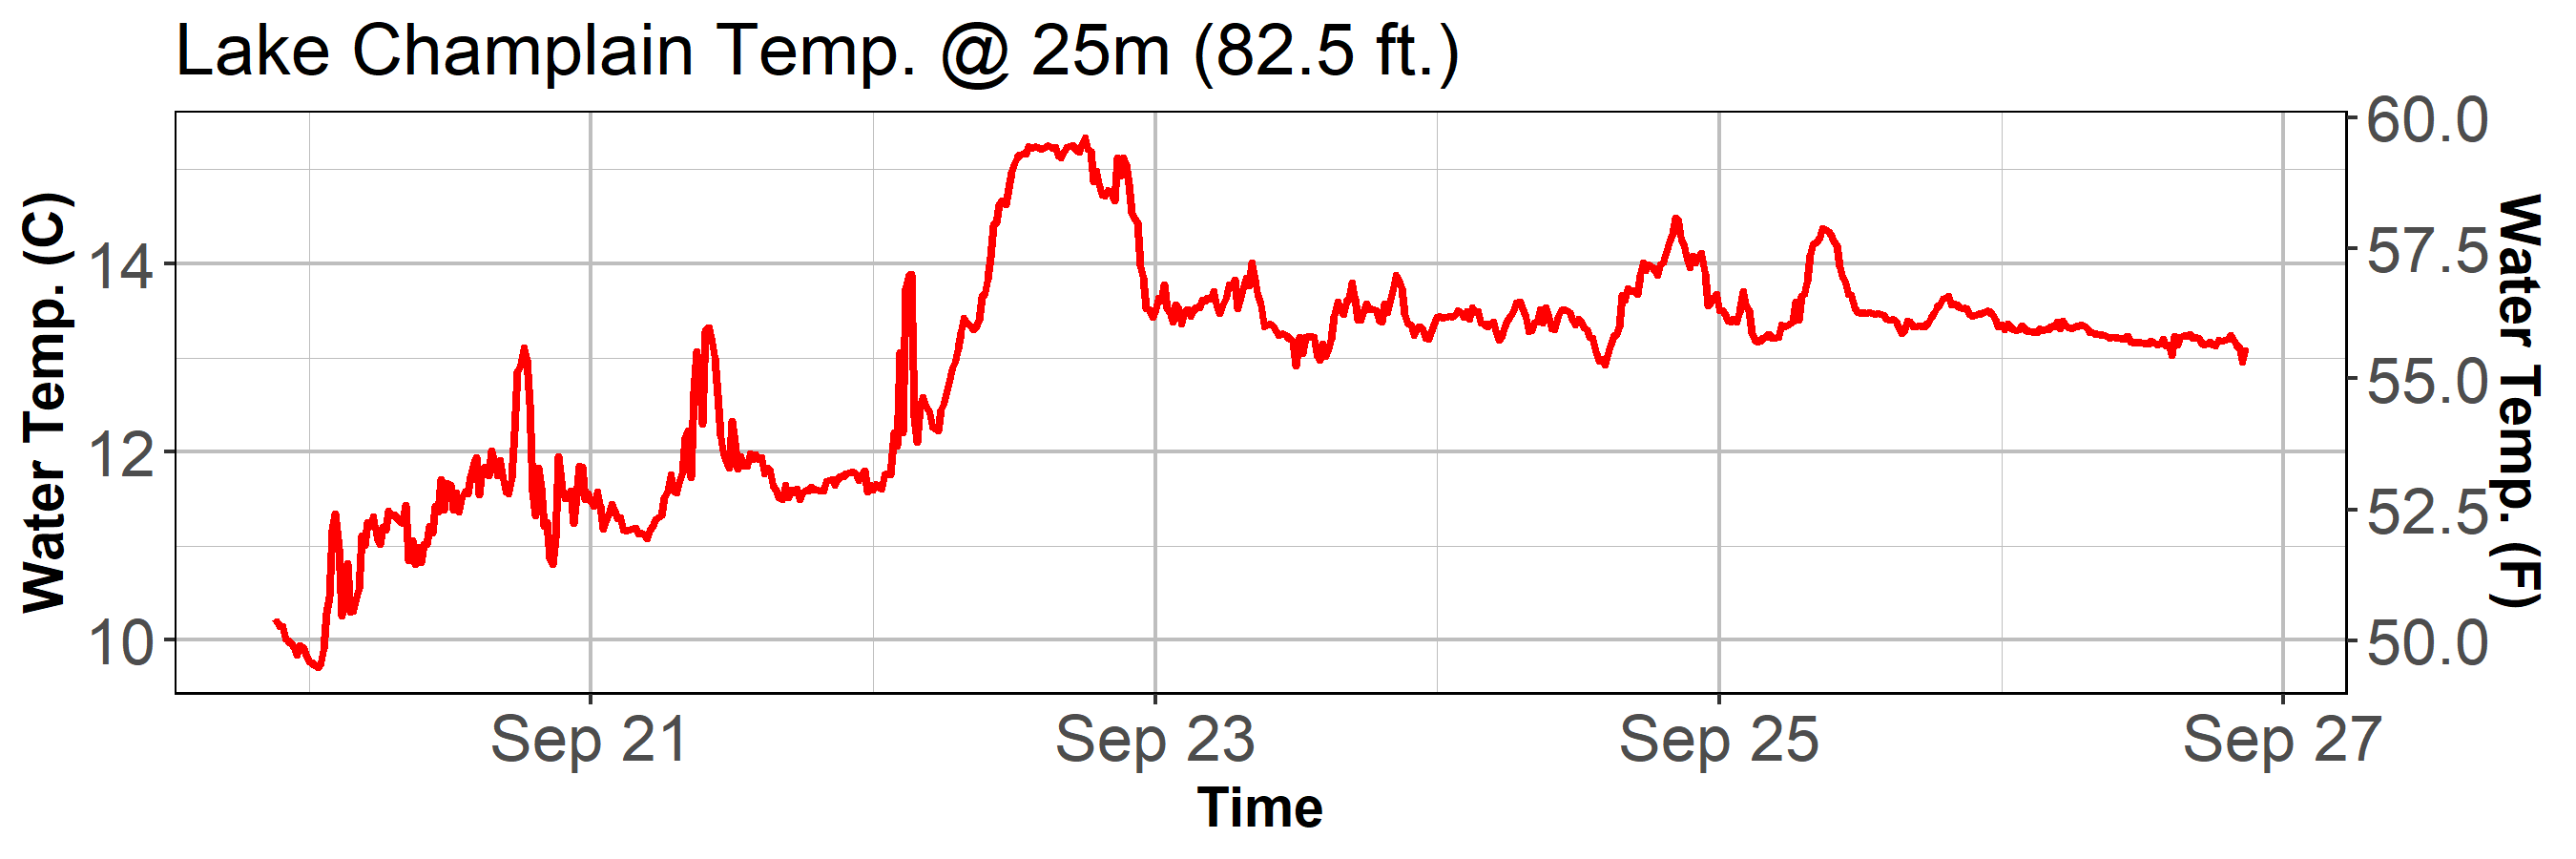 Lake Champlain Temp. @ 25m (82.5 ft.)
Water Temp. (C)
14
12
10
60.0
57.5
55.0
52.5
50.0
Water Temp. (F)
Sep 21 Sep 23 Sep 25 Sep 27
Time